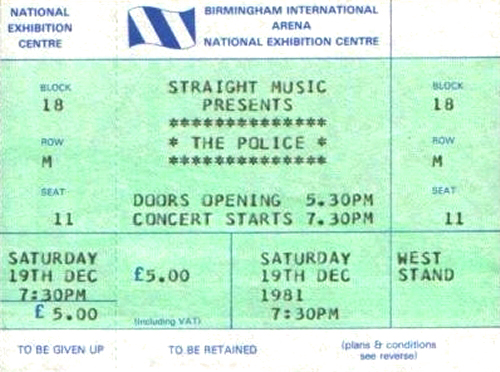 NATIONAL
EXHIBITION
CENTRE
BIRMINGHAM INTERNATIONAL
ARENA
NATIONAL EXHIBITION CENTRE
BLOCK
18
ROW
M
SEAT
11
STRAIGHT MUSIC
PRESENTS
**************
* THE POLICE *
**************
DOORS OPENING 5.30PM
CONCERT STARTS 7.30PM
BLOCK
18
ROW
M
SEAT
11
SATURDAY
19TH DEC
7:30PM
£ 5.00
£5.00
(including VAT)
SATURDAY
19TH DEC
1981
7:30PM
WEST
STAND
TO BE GIVEN UP
TO BE RETAINED
(plans & conditions
see reverse)